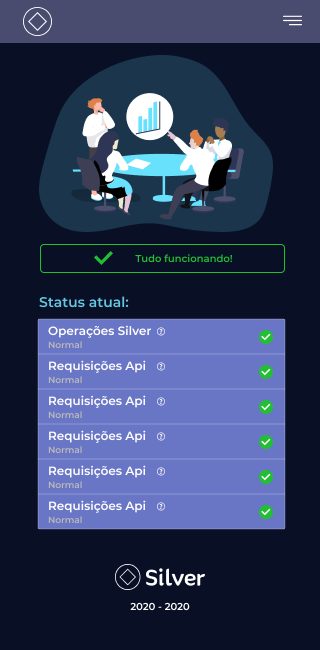 Tudo funcionando!
Status atual:
Operações Silver
Normal
Requisições Api
Normal
Requisições Api
Normal
Requisições Api
Normal
Requisições Api
Normal
Requisições Api
Normal
Silver
2020 - 2020